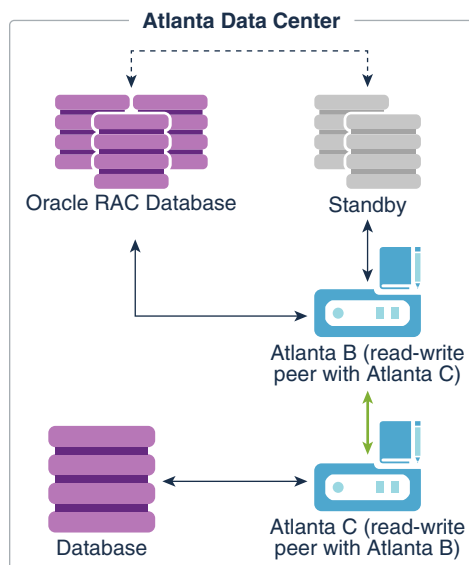 Atlanta Data Center
Oracle RAC Database
Standby
Atlanta B (read-write
peer with Atlanta C)
Database
Atlanta C (read-write
peer with Atlanta B)